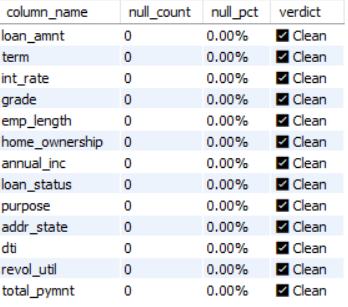 column_name null_count null_pct verdict
loan_amnt 0 0.00% ☑ Clean
term 0 0.00% ☑ Clean
int_rate 0 0.00% ☑ Clean
grade 0 0.00% ☑ Clean
emp_length 0 0.00% ☑ Clean
home_ownership 0 0.00% ☑ Clean
annual_inc 0 0.00% ☑ Clean
loan_status 0 0.00% ☑ Clean
purpose 0 0.00% ☑ Clean
addr_state 0 0.00% ☑ Clean
dti 0 0.00% ☑ Clean
revol_util 0 0.00% ☑ Clean
total_pymnt 0 0.00% ☑ Clean